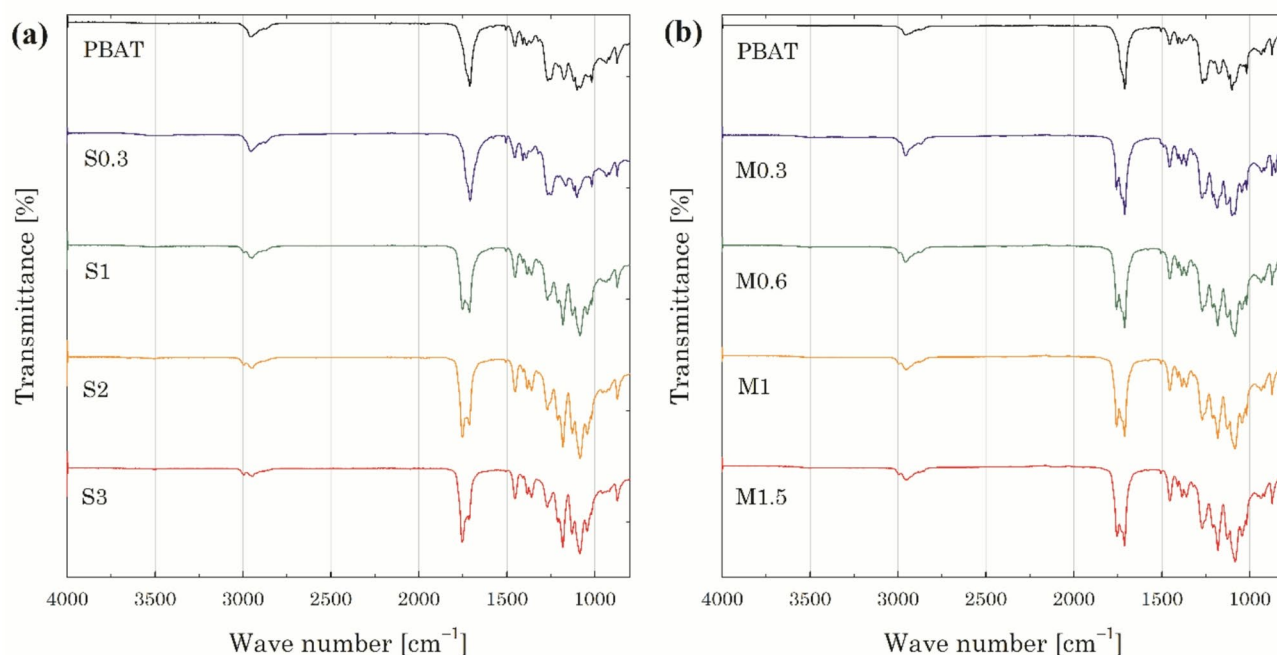 (a)
PBAT
S0.3
S1
S2
S3
Transmittance [%]
4000 3500 3000 2500 2000 1500 1000
Wave number [cm⁻¹]
(b)
PBAT
M0.3
M0.6
M1
M1.5
Transmittance [%]
4000 3500 3000 2500 2000 1500 1000
Wave number [cm⁻¹]